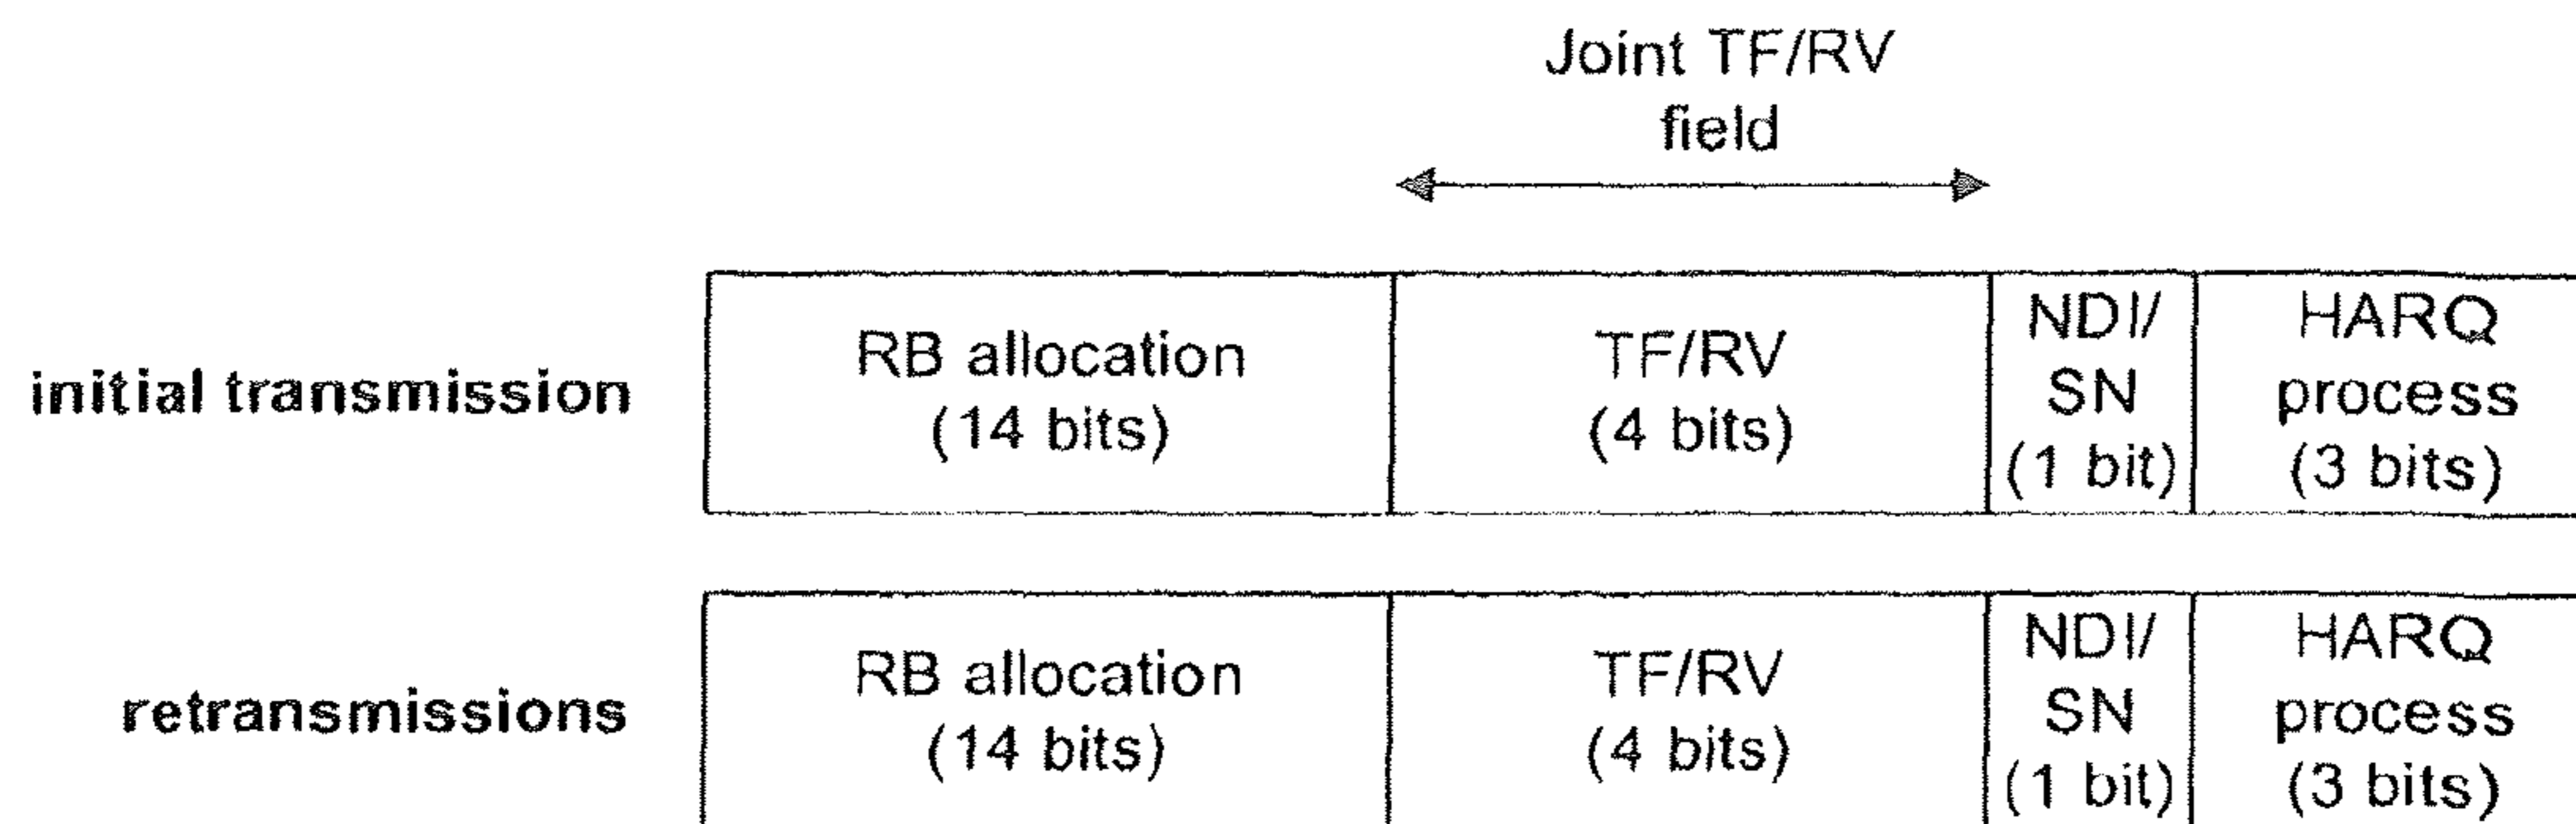 Joint TF/RV
field
initial transmission
RB allocation
(14 bits)
TF/RV
(4 bits)
NDI/
SN
(1 bit)
HARQ
process
(3 bits)
retransmissions
RB allocation
(14 bits)
TF/RV
(4 bits)
NDI/
SN
(1 bit)
HARQ
process
(3 bits)